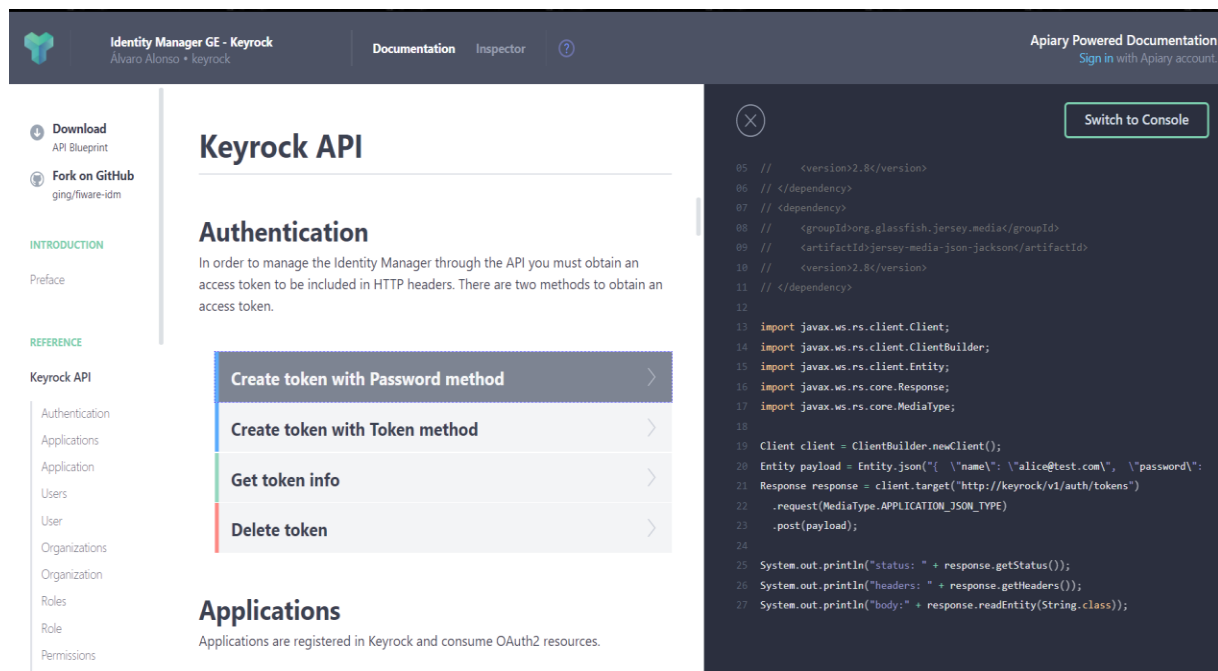 Identity Manager GE - Keyrock
Álvaro Alonso • keyrock
Documentation
Inspector
?
Apiary Powered Documentation
Sign in with Apiary account.
Download
API Blueprint
Fork on GitHub
ging/fiware-idm
INTRODUCTION
Preface
REFERENCE
Keyrock API
Authentication
Applications
Application
Users
User
Organizations
Organization
Roles
Role
Permissions
Keyrock API
Authentication
In order to manage the Identity Manager through the API you must obtain an
access token to be included in HTTP headers. There are two methods to obtain an
access token.
Create token with Password method
Create token with Token method
Get token info
Delete token
Applications
Applications are registered in Keyrock and consume OAuth2 resources.
Switch to Console
05 //     <version>2.8</version>
06 // </dependency>
07 // <dependency>
08 //     <groupId>org.glassfish.jersey.media</groupId>
09 //     <artifactId>jersey-media-json-jackson</artifactId>
10 //     <version>2.8</version>
11 // </dependency>
12
13 import javax.ws.rs.client.Client;
14 import javax.ws.rs.client.ClientBuilder;
15 import javax.ws.rs.client.Entity;
16 import javax.ws.rs.core.Response;
17 import javax.ws.rs.core.MediaType;
18
19 Client client = ClientBuilder.newClient();
20 Entity payload = Entity.json("{  \"name\": \"alice@test.com\",  \"password\":
21 Response response = client.target("http://keyrock/v1/auth/tokens")
22   .request(MediaType.APPLICATION_JSON_TYPE)
23   .post(payload);
24
25 System.out.println("status: " + response.getStatus());
26 System.out.println("headers: " + response.getHeaders());
27 System.out.println("body:" + response.readEntity(String.class));